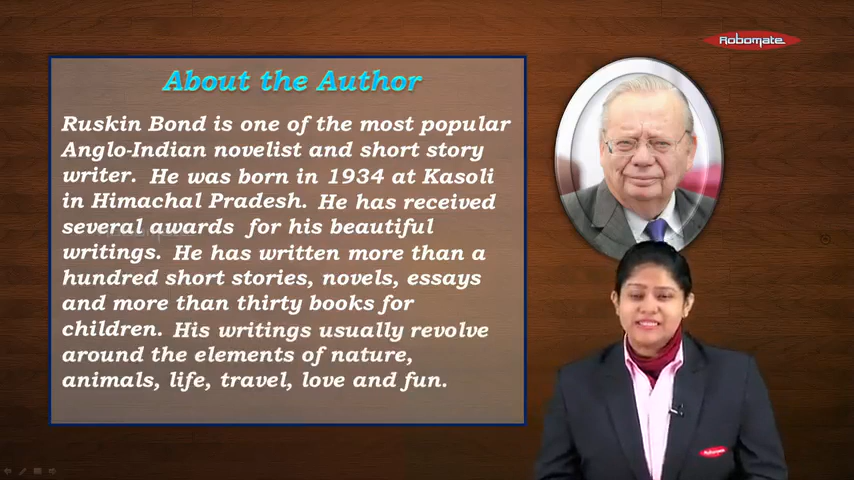 Robomate
About the Author
Ruskin Bond is one of the most popular
Anglo-Indian novelist and short story
writer. He was born in 1934 at Kasoli
in Himachal Pradesh. He has received
several awards for his beautiful
writings. He has written more than a
hundred short stories, novels, essays
and more than thirty books for
children. His writings usually revolve
around the elements of nature,
animals, life, travel, love and fun.
Robomate